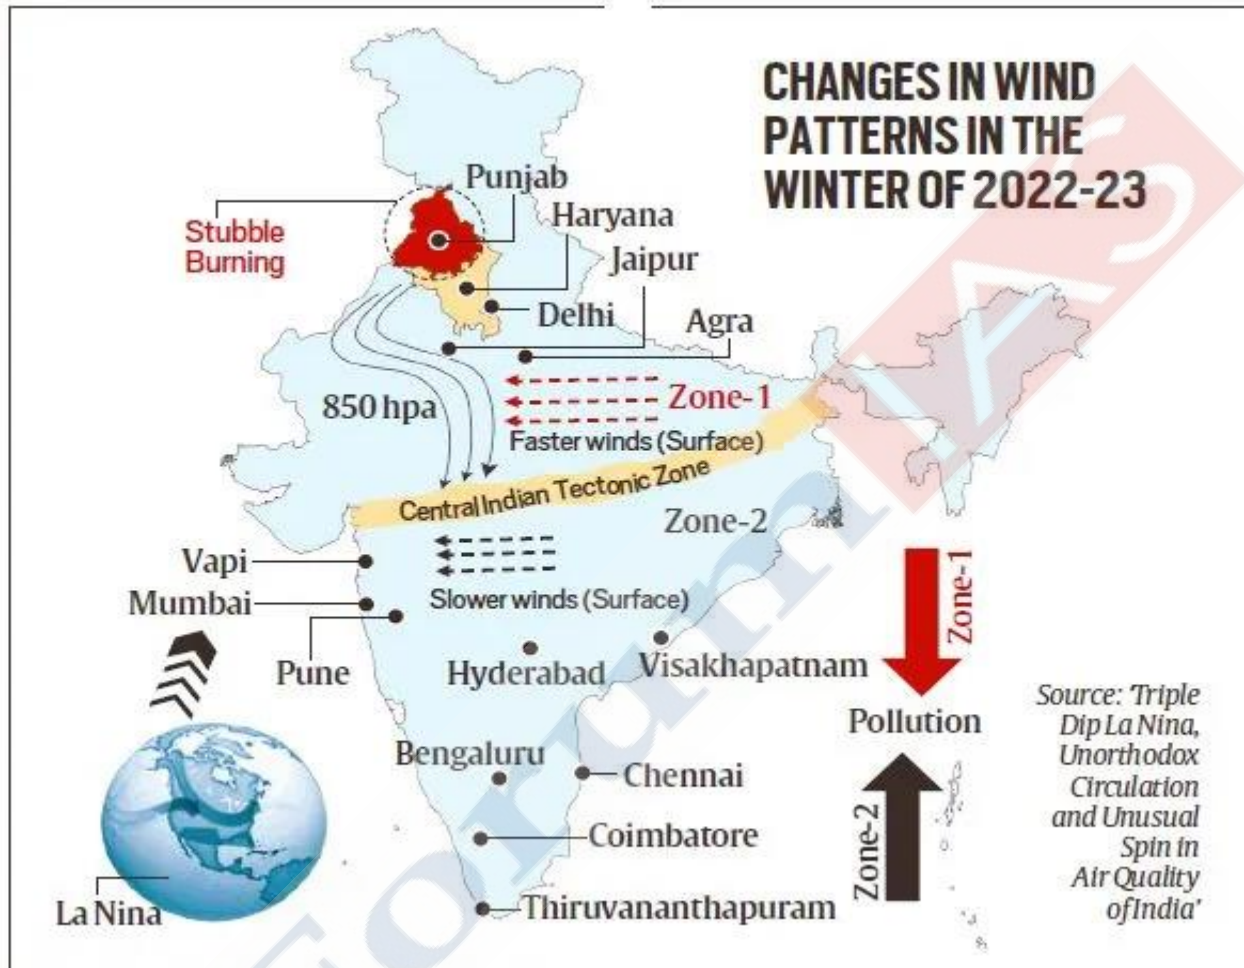 CHANGES IN WIND
PATTERNS IN THE
WINTER OF 2022-23
Punjab
Haryana
Stubble
Burning
Jaipur
Delhi
Agra
850 hpa
Zone-1
Faster winds (Surface)
Central Indian Tectonic Zone
Zone-2
Vapi
Slower winds (Surface)
Mumbai
Pune
Hyderabad
Visakhapatnam
Zone-1
Pollution
Zone-2
Bengaluru
Chennai
Coimbatore
Thiruvananthapuram
La Nina
Source: 'Triple
Dip La Nina,
Unorthodox
Circulation
and Unusual
Spin in
Air Quality
of India'
Forum IAS